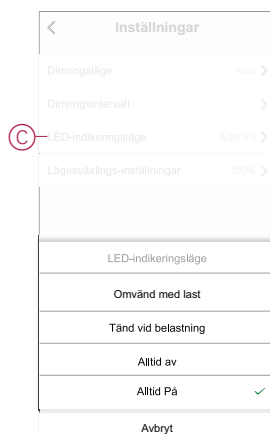 Inställningar
Dimringsläge Auto
Dimringsintervall
C LED-indikenngsläge Alltid På
Lägesväxlings-inställningar 100%
LED-indikeringsläge
Omvänd med last
Tänd vid belastning
Alltid av
Alltid På
Avbryt